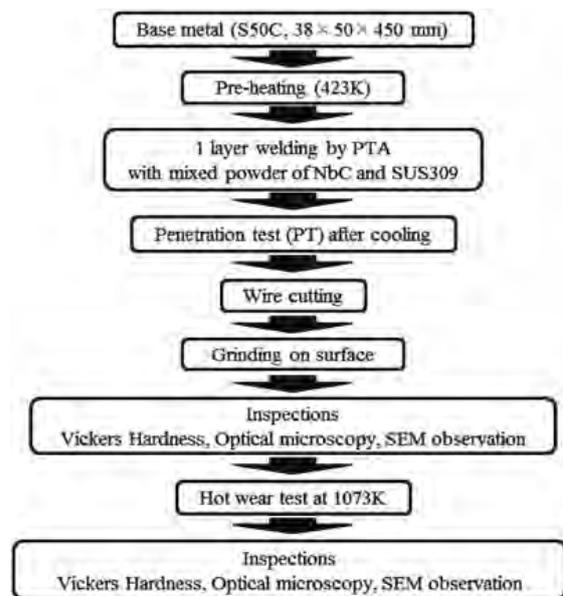 Base metal (S50C, 38×50×450 mm)
Pre-heating (423K)
1 layer welding by PTA
with mixed powder of NbC and SUS309
Penetration test (PT) after cooling
Wire cutting
Grinding on surface
Inspections
Vickers Hardness, Optical microscopy, SEM observation
Hot wear test at 1073K
Inspections
Vickers Hardness, Optical microscopy, SEM observation